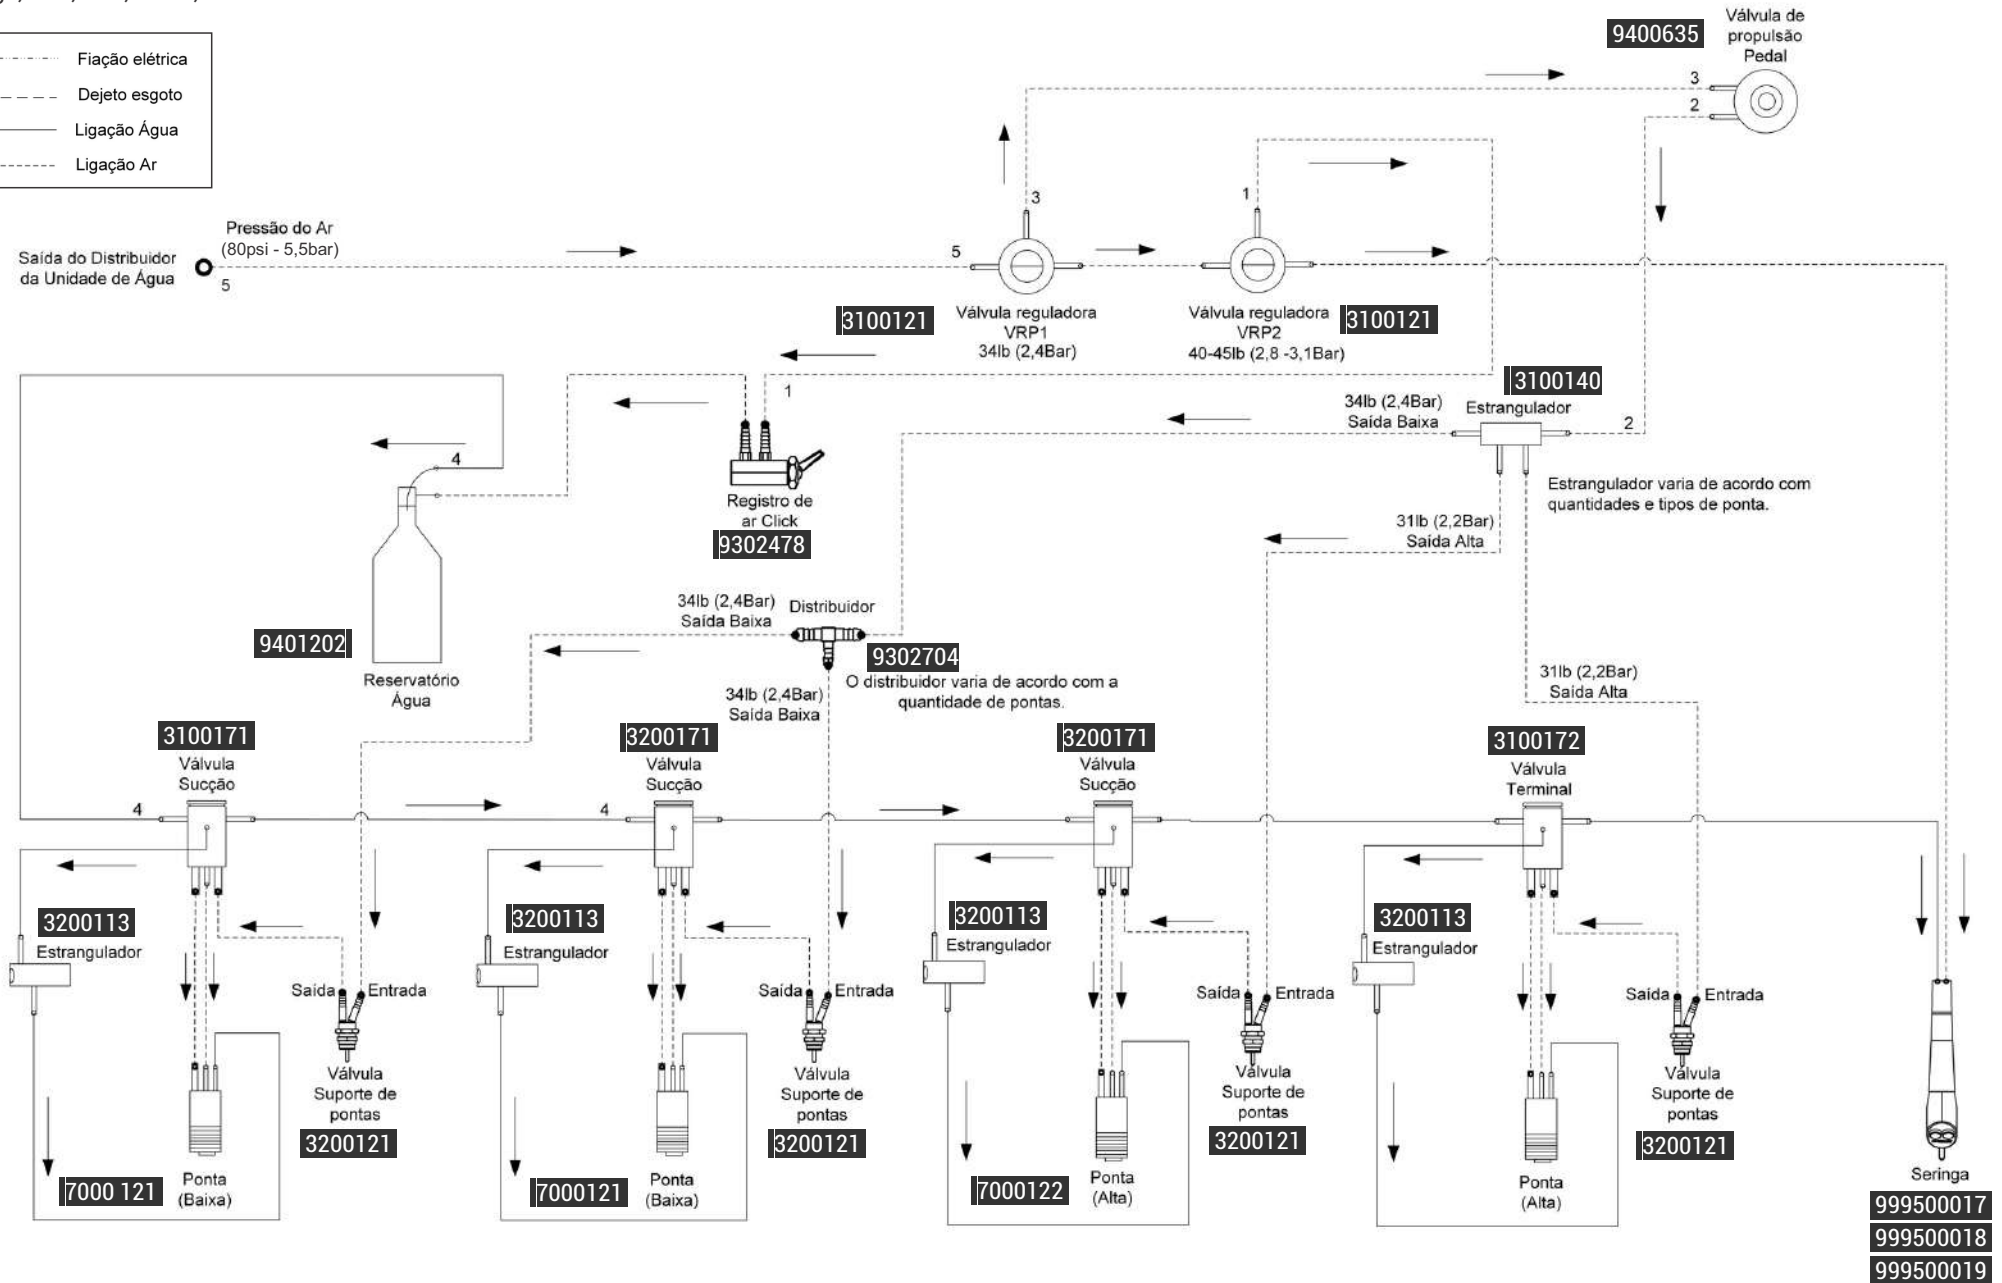 Fiação elétrica
Dejeto esgoto
Ligação Água
Ligação Ar
9400635
Válvula de
propulsão
Pedal
3
2
Saída do Distribuidor
da Unidade de Água
Pressão do Ar
(80psi - 5,5bar)
5
5
3
1
3100121
Válvula reguladora
VRP1
34lb (2,4Bar)
Válvula reguladora
VRP2
40-45lb (2,8 -3,1Bar)
3100121
1
3100140
34lb (2,4Bar)
Saída Baixa
Estrangulador
2
4
Registro de
ar Click
9302478
Estrangulador varia de acordo com
quantidades e tipos de ponta.
31lb (2,2Bar)
Saída Alta
9401202
Reservatório
Água
34lb (2,4Bar)
Saída Baixa
Distribuidor
9302704
O distribuidor varia de acordo com a
quantidade de pontas.
34lb (2,4Bar)
Saída Baixa
31lb (2,2Bar)
Saída Alta
3100171
Válvula
Sucção
3200171
Válvula
Sucção
3200171
Válvula
Sucção
3100172
Válvula
Terminal
4
4
3200113
Estrangulador
3200113
Estrangulador
3200113
Estrangulador
3200113
Estrangulador
Saída
Entrada
Saída
Entrada
Saída
Entrada
Saída
Entrada
Válvula
Suporte de
pontas
3200121
Válvula
Suporte de
pontas
3200121
Válvula
Suporte de
pontas
3200121
Válvula
Suporte de
pontas
3200121
7000 121
Ponta
(Baixa)
7000121
Ponta
(Baixa)
7000122
Ponta
(Alta)
Ponta
(Alta)
Seringa
999500017
999500018
999500019